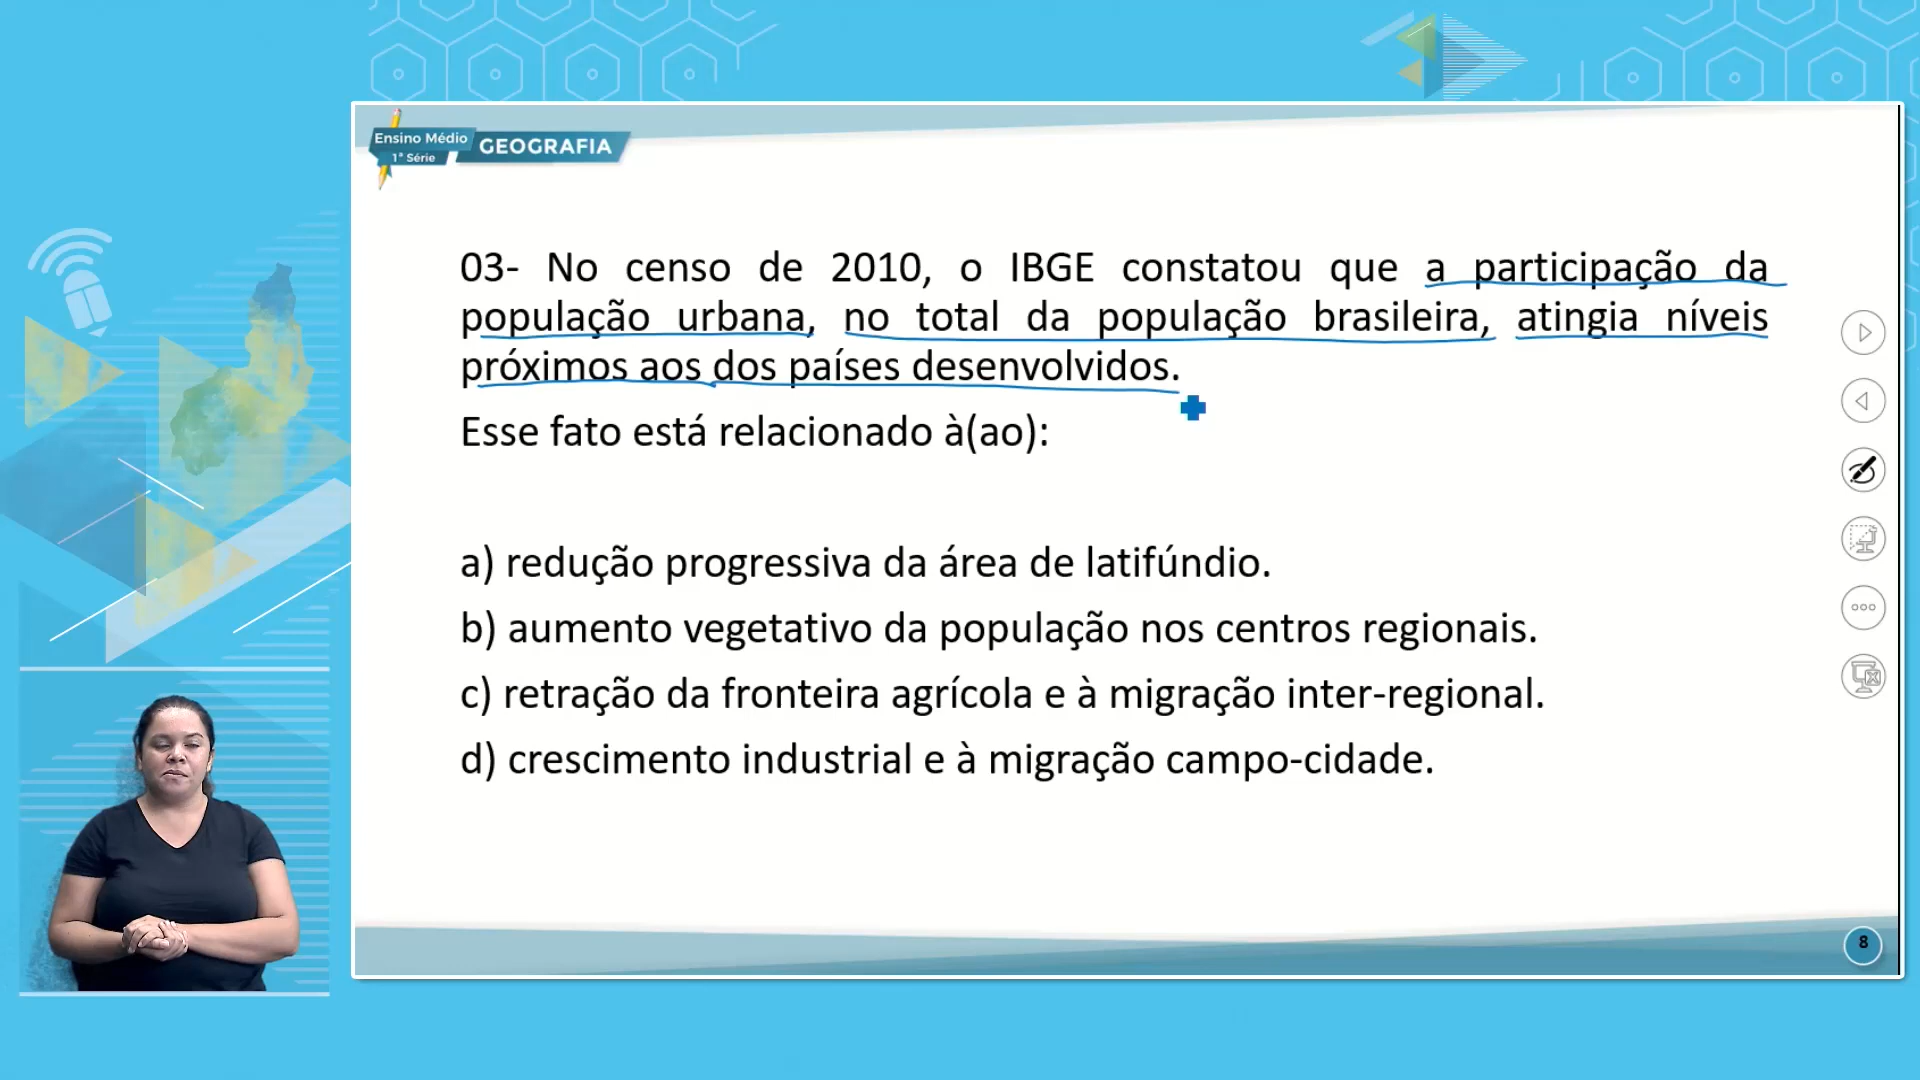 Ensino Médio
1ª Série
GEOGRAFIA
03- No censo de 2010, o IBGE constatou que a participação da
população urbana, no total da população brasileira, atingia níveis
próximos aos dos países desenvolvidos.
Esse fato está relacionado à(ao):
a) redução progressiva da área de latifúndio.
b) aumento vegetativo da população nos centros regionais.
c) retração da fronteira agrícola e à migração inter-regional.
d) crescimento industrial e à migração campo-cidade.
8